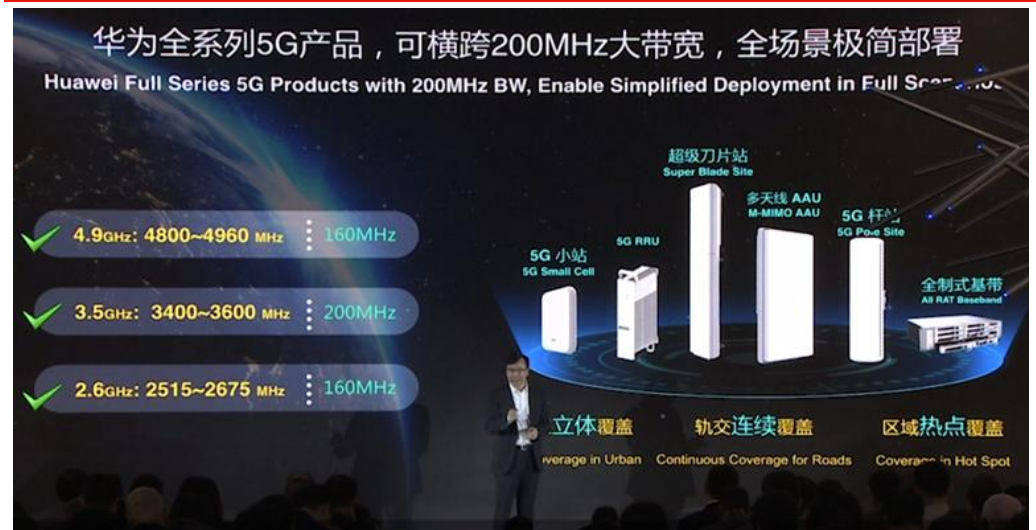 华为全系列5G产品，可横跨200MHz大带宽，全场景极简部署
Huawei Full Series 5G Products with 200MHz BW, Enable Simplified Deployment in Full
4.9GHz: 4800~4960 MHz 160MHz
3.5GHz: 3400~3600 MHz 200MHz
2.6GHz: 2515~2675 MHz 160MHz
5G 小站
5G Small Cell
5G RRU
超级刀片站
Super Blade Site
多天线 AAU
M-MIMO AAU
5G 杆站
5G Pole Site
全制式基带
All RAT Baseband
立体覆盖
in Urban
轨交连续覆盖
Continuous Coverage for Roads
区域热点覆盖
Coverage in Hot Spot